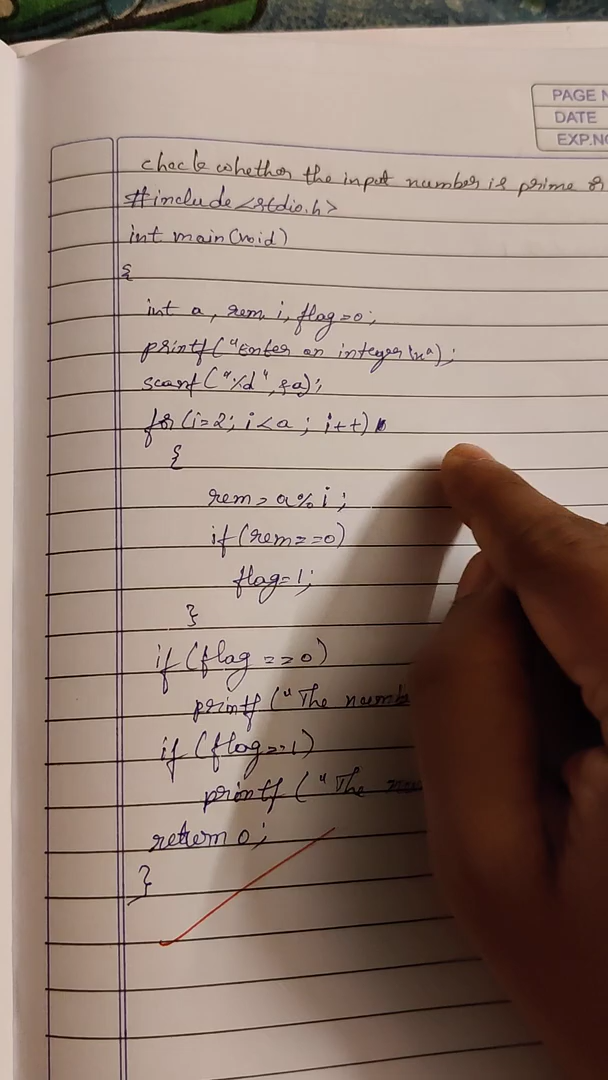 PAGE N
DATE
EXP.NO
check whether the input number is prime or
#include<stdio.h>
int main(void)
{
int a, rem, i, flag=0;
printf("Enter an integer\n");
scanf("%d",&a);
for(i=2; i<a; i++)
{
rem=a%i;
if(rem==0)
flag=1;
}
if(flag==0)
printf("The numb
if(flag==1)
printf("The
return 0;
}